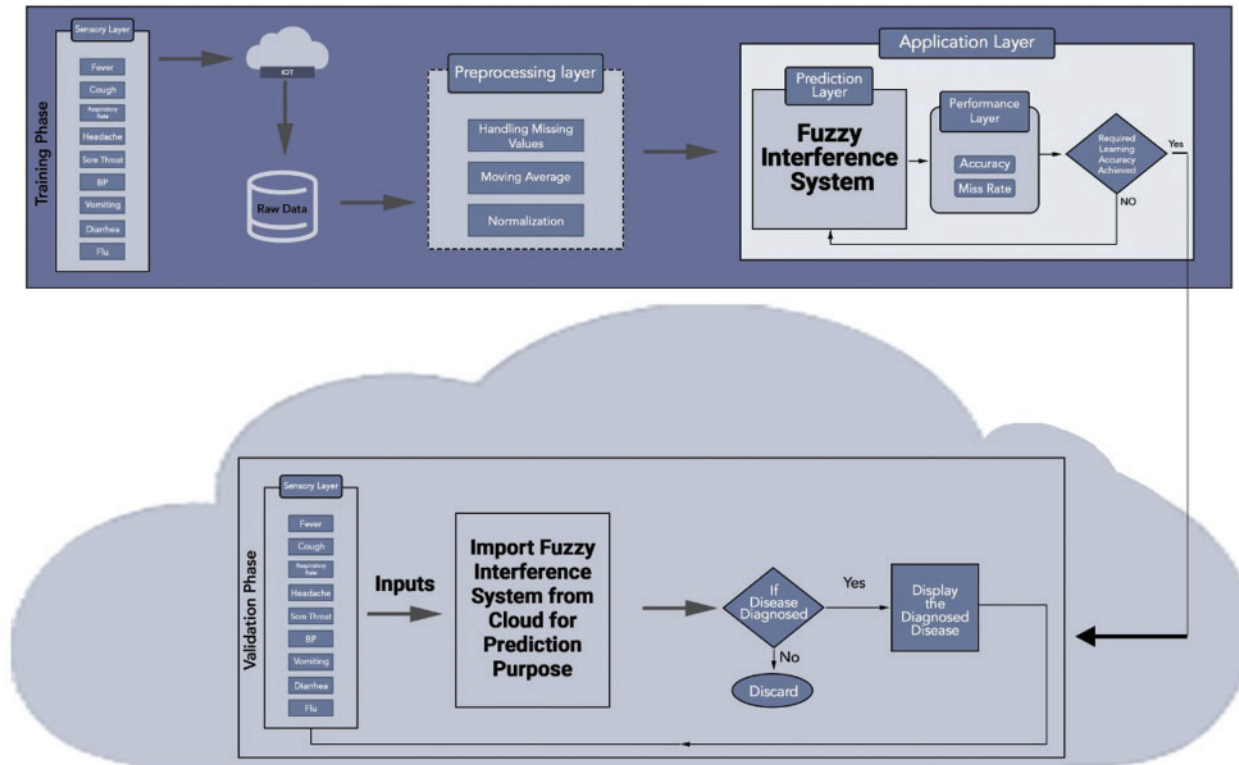 Training Phase
Sensory Layer
Fever
Cough
Respiratory
Rate
Headache
Sore Throat
BP
Vomiting
Diarrhea
Flu
IOT
Raw Data
Preprocessing layer
Handling Missing
Values
Moving Average
Normalization
Application Layer
Prediction
Layer
Fuzzy
Interference
System
Performance
Layer
Accuracy
Miss Rate
Required
Learning
Accuracy
Achieved
Yes
NO
Validation Phase
Sensory Layer
Fever
Cough
Respiratory
Rate
Headache
Sore Throat
BP
Vomiting
Diarrhea
Flu
Inputs
Import Fuzzy
Interference
System from
Cloud for
Prediction
Purpose
If
Disease
Diagnosed
Yes
No
Discard
Display
the
Diagnosed
Disease